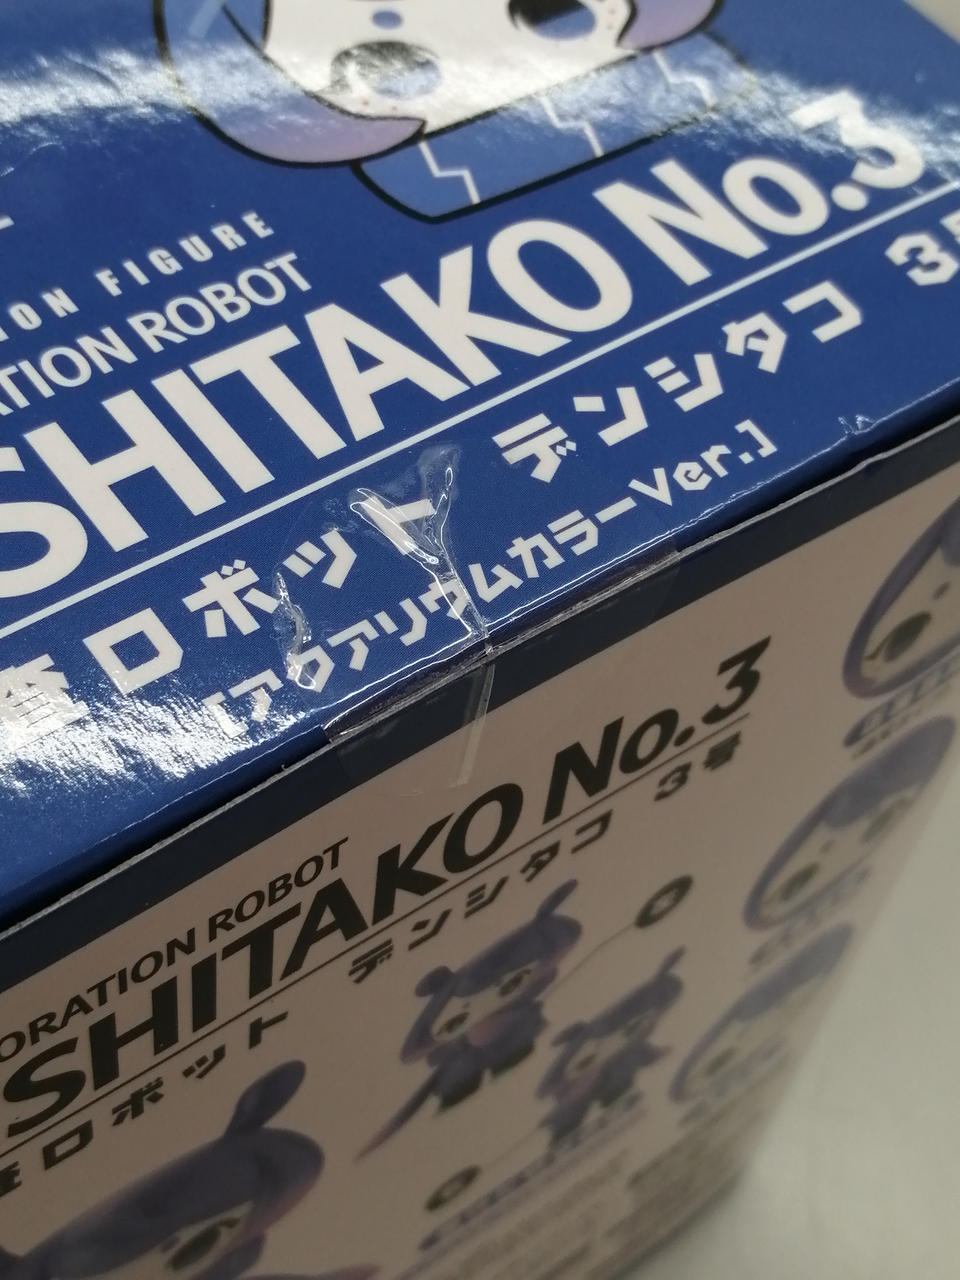 ION FIGURE
ATION ROBOT
SHITAKO No.3
査ロボット デンシタコ 3号
[アクアリウムカラーVer.]
ORATION ROBOT
SHITAKO No.3
査ロボット デンシタコ 3号